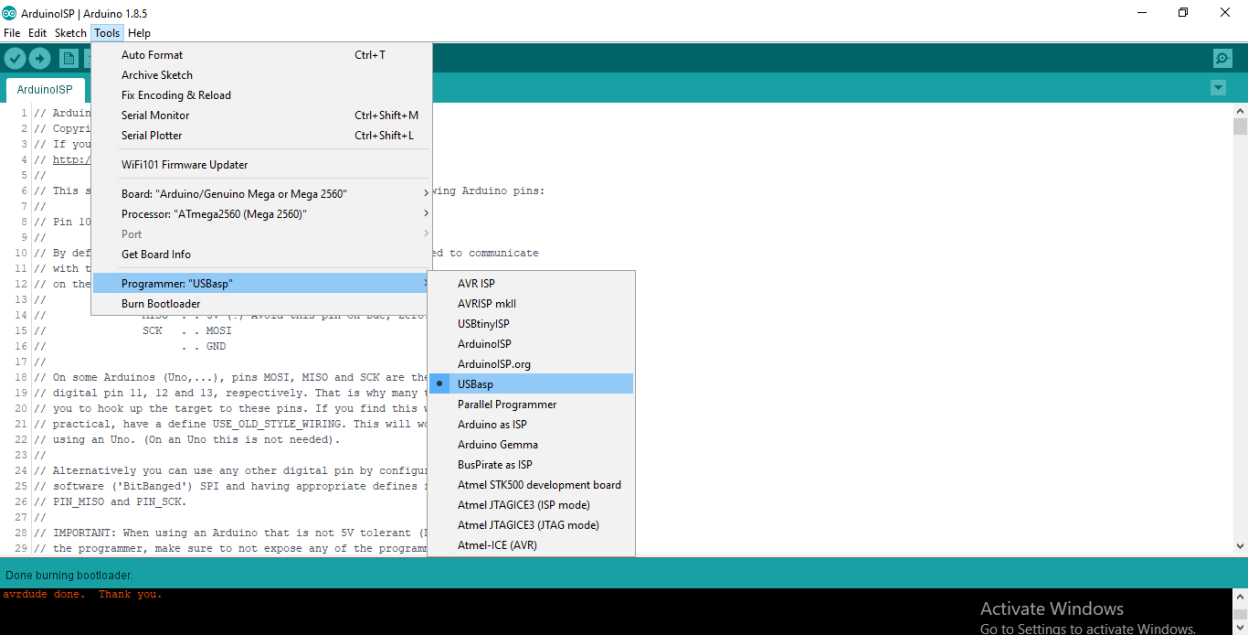 ArduinoISP | Arduino 1.8.5
File Edit Sketch Tools Help
Auto Format Ctrl+T
Archive Sketch
Fix Encoding & Reload
Serial Monitor Ctrl+Shift+M
Serial Plotter Ctrl+Shift+L
WiFi101 Firmware Updater
Board: "Arduino/Genuino Mega or Mega 2560"
Processor: "ATmega2560 (Mega 2560)"
Port
Get Board Info
Programmer: "USBasp"
Burn Bootloader
AVR ISP
AVRISP mkII
USBtinyISP
ArduinoISP
ArduinoISP.org
USBasp
Parallel Programmer
Arduino as ISP
Arduino Gemma
BusPirate as ISP
Atmel STK500 development board
Atmel JTAGICE3 (ISP mode)
Atmel JTAGICE3 (JTAG mode)
Atmel-ICE (AVR)
ArduinoISP
1 //
2 //
3 // If you
4 // http:/
5 //
6 // This ving Arduino pins:
7 //
8 // Pin 10
9 //
10 // By ed to communicate
11 // with
12 // on the
13 //
14 // MISO . . 5V (!) Avoid this pin on Due, Zero
15 // SCK . . MOSI
16 // . . GND
17 //
18 // On some Arduinos (Uno,...), pins MOSI, MISO and SCK are the
19 // digital pin 11, 12 and 13, respectively. That is why many
20 // you to hook up the target to these pins. If you find this
21 // practical, have a define USE_OLD_STYLE_WIRING. This will
22 // using an Uno. (On an Uno this is not needed).
23 //
24 // Alternatively you can use any other digital pin by
25 // software ('BitBanged') SPI and having appropriate defines
26 // PIN_MISO and PIN_SCK.
27 //
28 // IMPORTANT: When using an Arduino that is not 5V tolerant
29 // the programmer, make sure to not expose any of the
Done burning bootloader.
avrdude done. Thank you.
Activate Windows
Go to Settings to activate Windows.